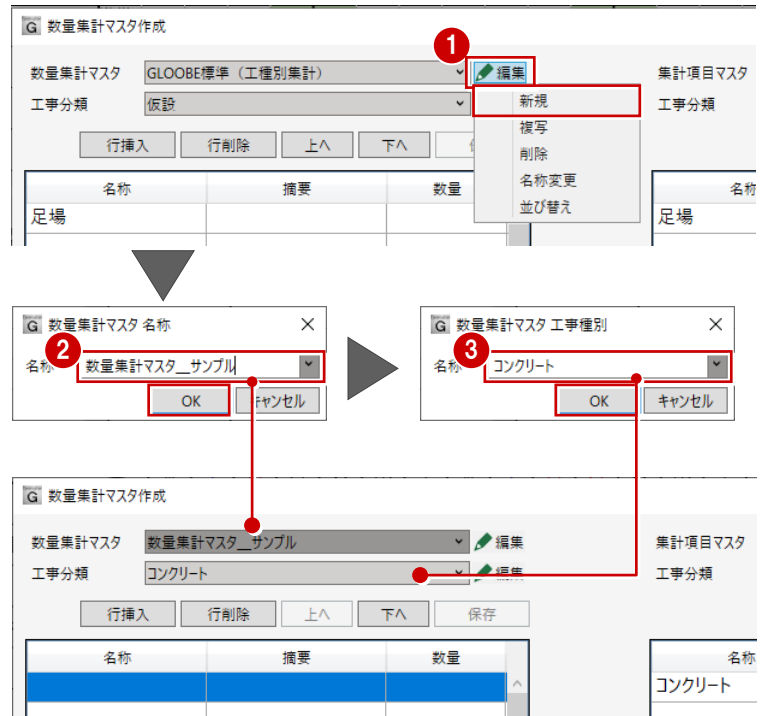 G 数量集計マスタ作成
1
数量集計マスタ GLOOBE標準（工種別集計） 編集 集計項目マスタ
工事分類 仮設 新規 工事分類
複写
行挿入 行削除 上へ 下へ
削除
名称 摘要 数量 名称変更 名称
足場 並び替え 足場
G 数量集計マスタ 名称 ×
2
名称 数量集計マスタ__サンプル
OK キャンセル
G 数量集計マスタ 工事種別 ×
3
名称 コンクリート
OK キャンセル
G 数量集計マスタ作成
数量集計マスタ 数量集計マスタ__サンプル 編集 集計項目マスタ
工事分類 コンクリート 編集 工事分類
行挿入 行削除 上へ 下へ 保存
名称 摘要 数量 名称
コンクリート